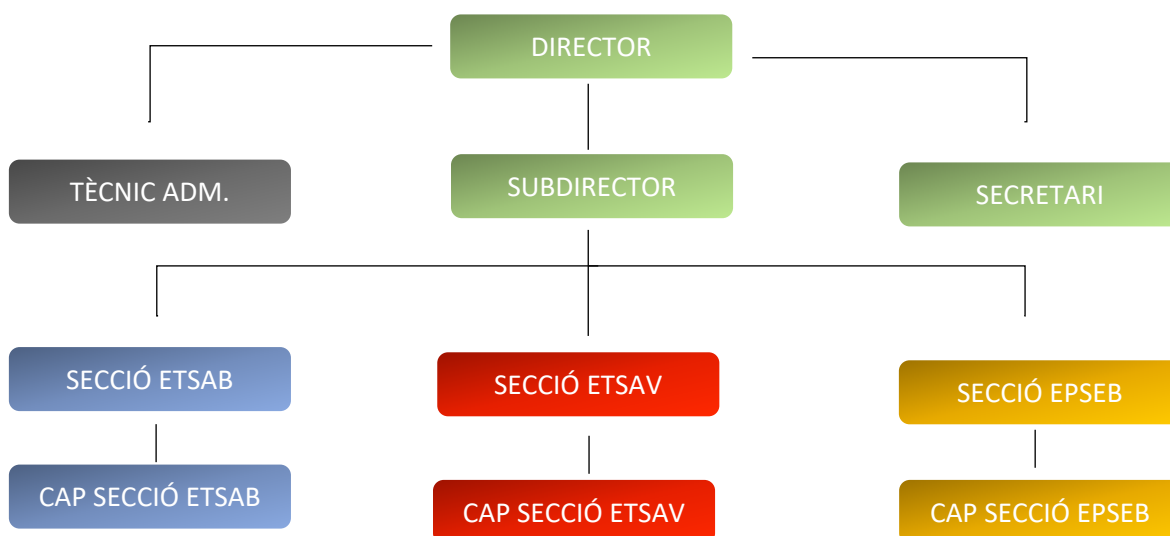 DIRECTOR
TÈCNIC ADM.
SUBDIRECTOR
SECRETARI
SECCIÓ ETSAB
SECCIÓ ETSAV
SECCIÓ EPSEB
CAP SECCIÓ ETSAB
CAP SECCIÓ ETSAV
CAP SECCIÓ EPSEB